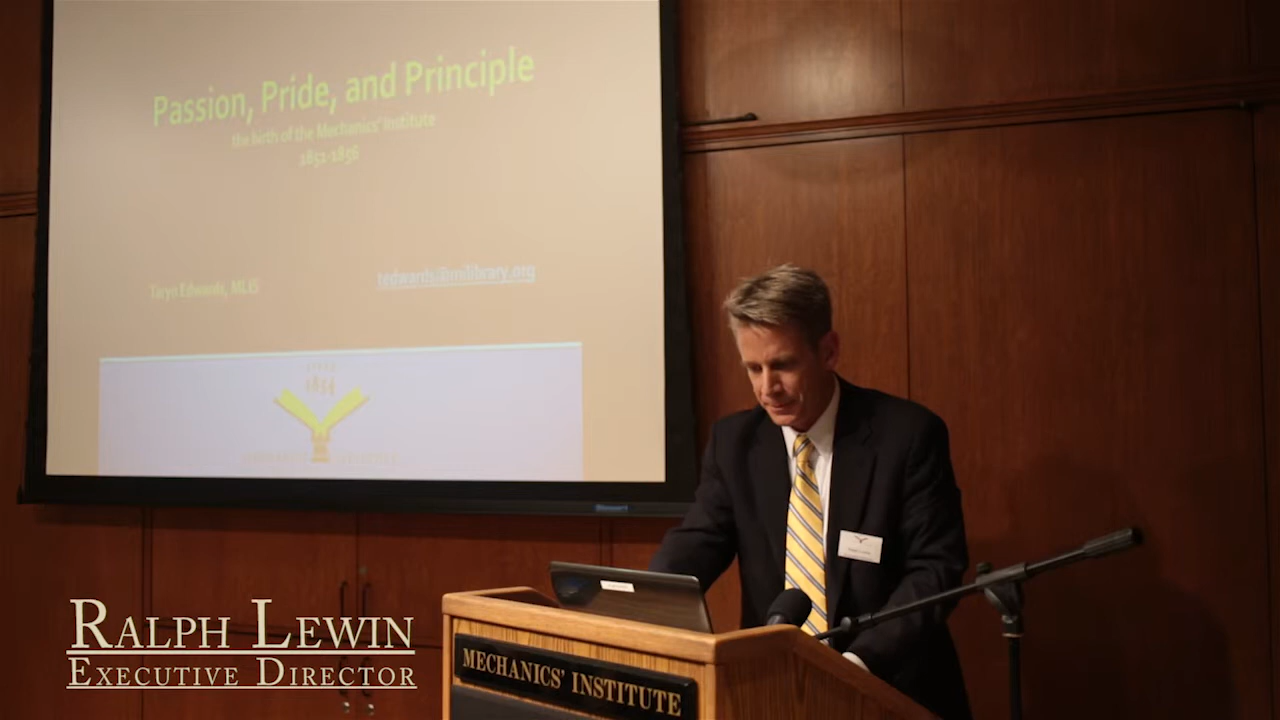 Passion, Pride, and Principle
the birth of the Mechanics' Institute
1851-1856
Taryn Edwards, MLIS
tedwards@milibrary.org
RALPH LEWIN
EXECUTIVE DIRECTOR
MECHANICS' INSTITUTE